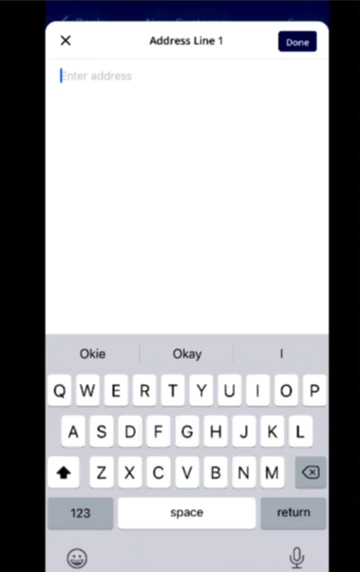 Address Line 1
Done
Enter address
Okie
Okay
I
Q W E R T Y U I O P
A S D F G H J K L
Z X C V B N M
123
space
return